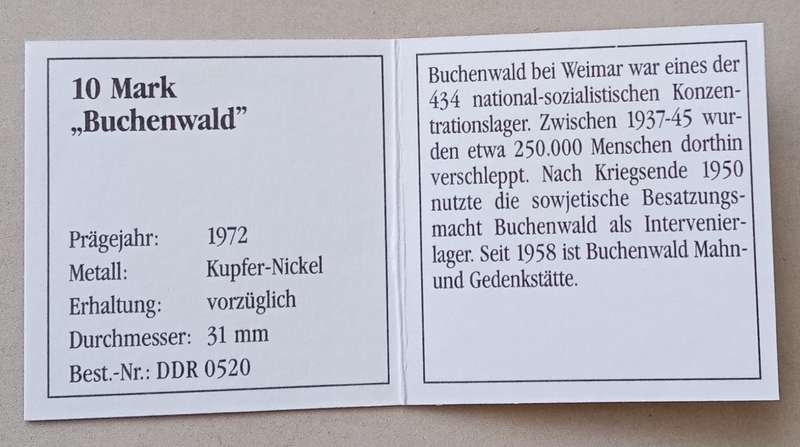 10 Mark
„Buchenwald”
Prägejahr: 1972
Metall: Kupfer-Nickel
Erhaltung: vorzüglich
Durchmesser: 31 mm
Best.-Nr.: DDR 0520
Buchenwald bei Weimar war eines der
434 national-sozialistischen Konzen-
trationslager. Zwischen 1937-45 wur-
den etwa 250.000 Menschen dorthin
verschleppt. Nach Kriegsende 1950
nutzte die sowjetische Besatzungs-
macht Buchenwald als Intervenier-
lager. Seit 1958 ist Buchenwald Mahn-
und Gedenkstätte.